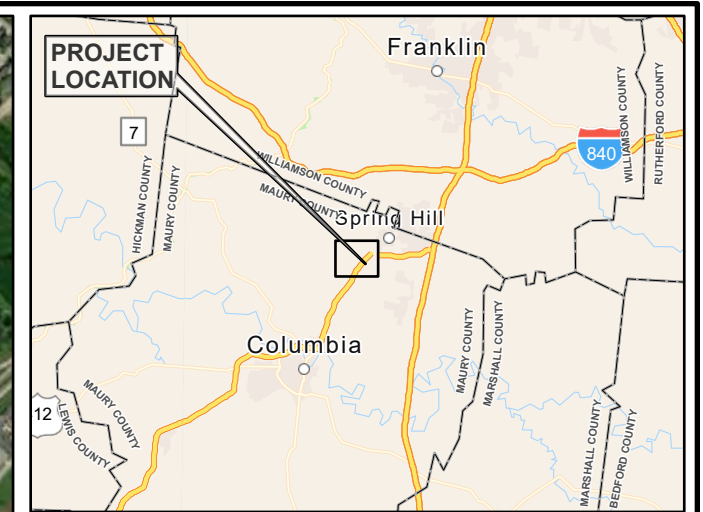 PROJECT
LOCATION
Franklin
7
840
WILLIAMSON COUNTY
RUTHERFORD COUNTY
HICKMAN COUNTY
MAURY COUNTY
WILLIAMSON COUNTY
MAURY COUNTY
Spring Hill
Columbia
MAURY COUNTY
MARSHALL COUNTY
12
MAURY COUNTY
LEWIS COUNTY
MARSHALL COUNTY
BEDFORD COUNTY